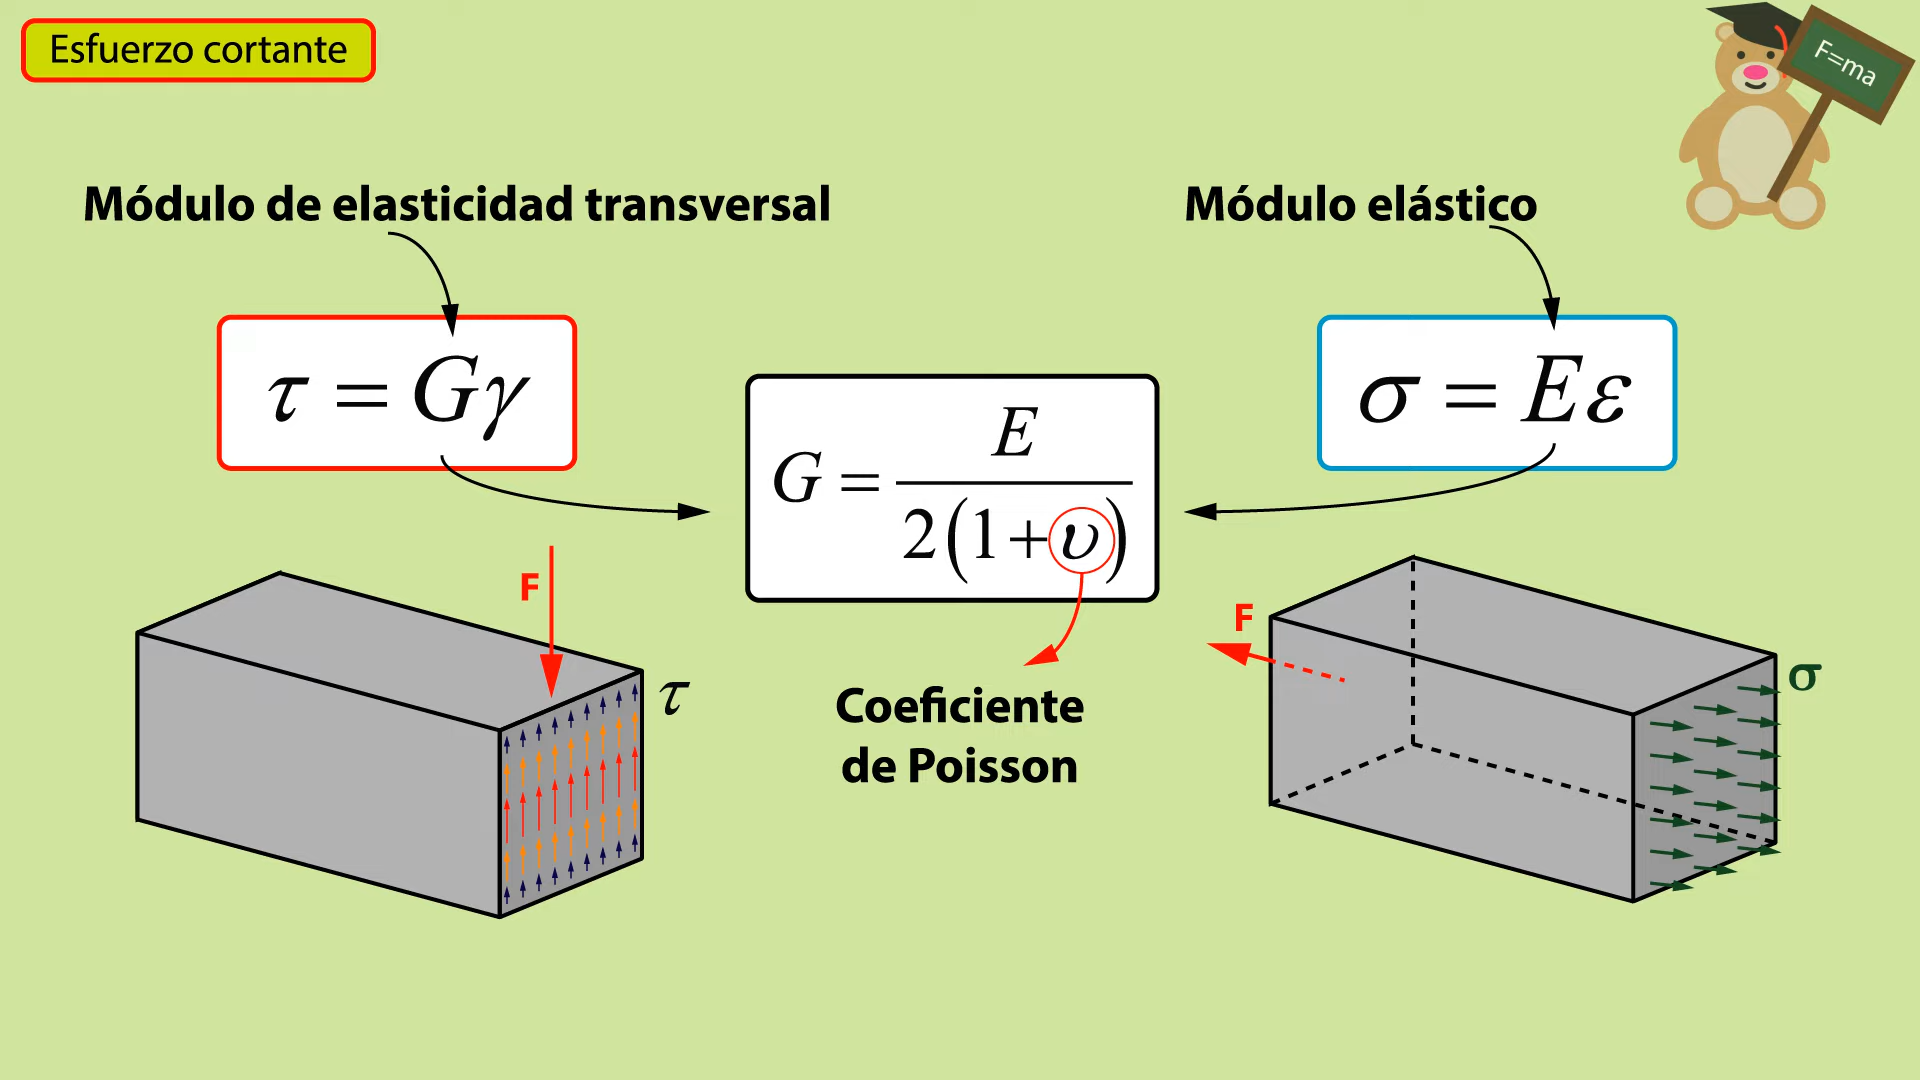 Esfuerzo cortante
F=ma
Módulo de elasticidad transversal
Módulo elástico
τ = Gγ
σ = Eε
G = E / 2(1+υ)
F
τ
F
σ
Coeficiente
de Poisson